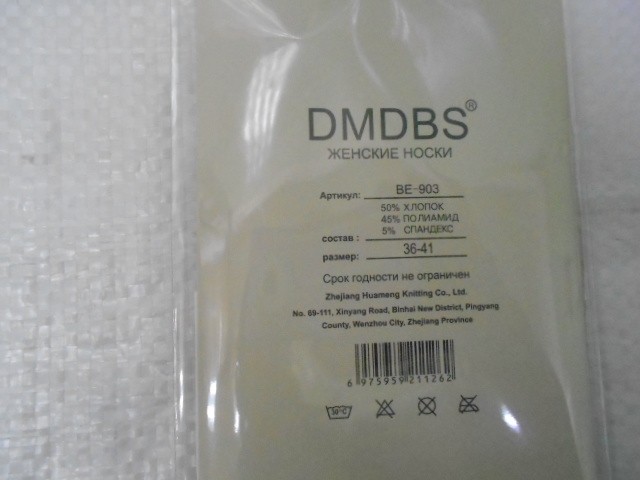 DMDBS®
ЖЕНСКИЕ НОСКИ
Артикул: BE-903
50% ХЛОПОК
45% ПОЛИАМИД
5% СПАНДЕКС
состав :
размер: 36-41
Срок годности не ограничен
Zhejiang Huameng Knitting Co., Ltd.
No. 69-111, Xinyang Road, Binhai New District, Pingyang
County, Wenzhou City, Zhejiang Province
6 975959 211262
30°C